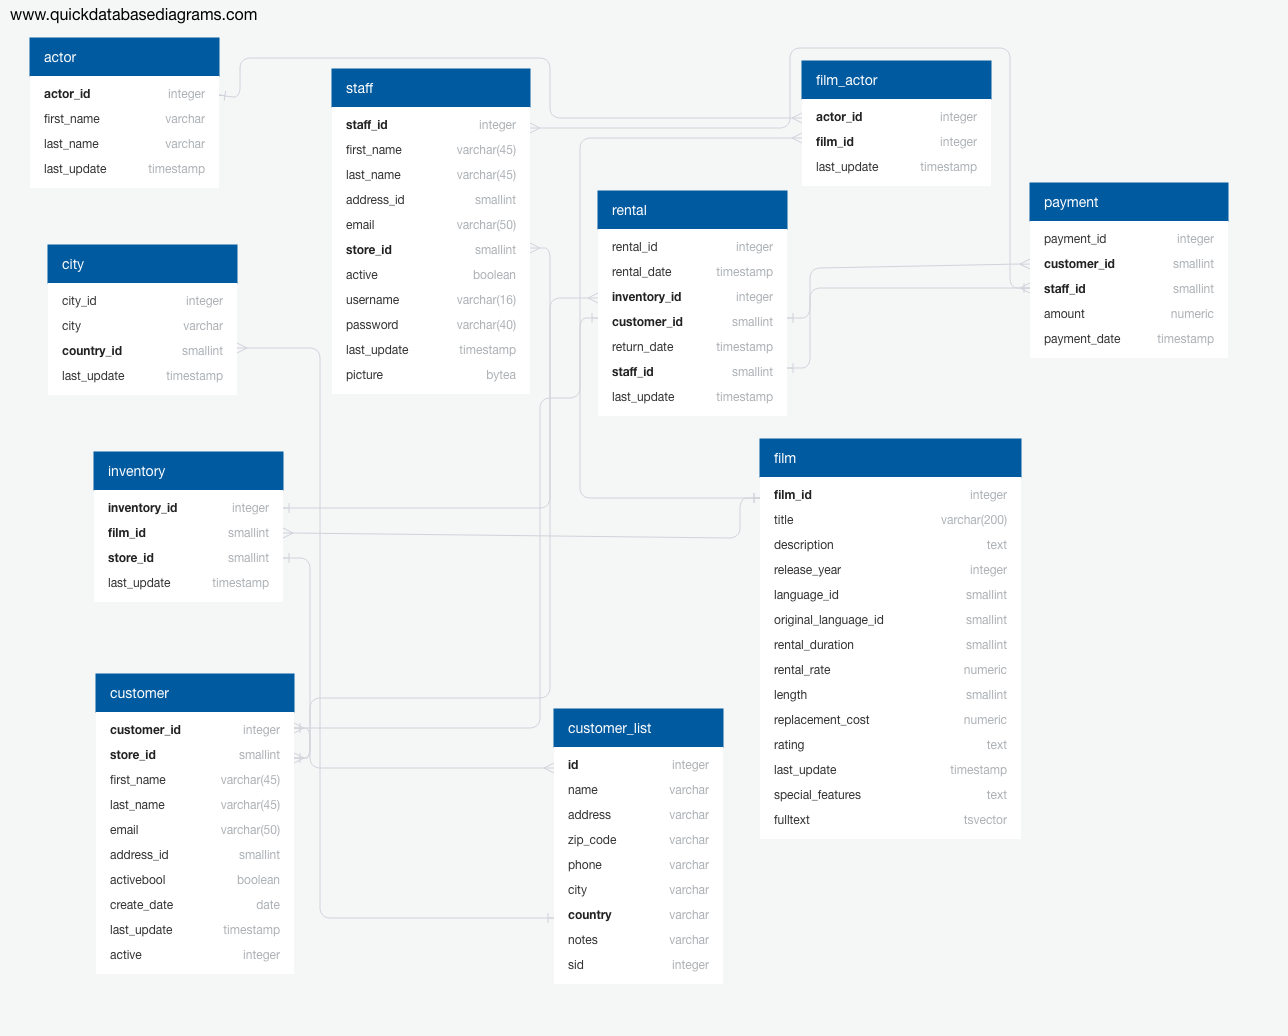 www.quickdatabasediagrams.com
actor
actor_id integer
first_name varchar
last_name varchar
last_update timestamp
staff
staff_id integer
first_name varchar(45)
last_name varchar(45)
address_id smallint
email varchar(50)
store_id smallint
active boolean
username varchar(16)
password varchar(40)
last_update timestamp
picture bytea
film_actor
actor_id integer
film_id integer
last_update timestamp
rental
rental_id integer
rental_date timestamp
inventory_id integer
customer_id smallint
return_date timestamp
staff_id smallint
last_update timestamp
payment
payment_id integer
customer_id smallint
staff_id smallint
amount numeric
payment_date timestamp
city
city_id integer
city varchar
country_id smallint
last_update timestamp
inventory
inventory_id integer
film_id smallint
store_id smallint
last_update timestamp
film
film_id integer
title varchar(200)
description text
release_year integer
language_id smallint
original_language_id smallint
rental_duration smallint
rental_rate numeric
length smallint
replacement_cost numeric
rating text
last_update timestamp
special_features text
fulltext tsvector
customer
customer_id integer
store_id smallint
first_name varchar(45)
last_name varchar(45)
email varchar(50)
address_id smallint
activebool boolean
create_date date
last_update timestamp
active integer
customer_list
id integer
name varchar
address varchar
zip_code varchar
phone varchar
city varchar
country varchar
notes varchar
sid integer